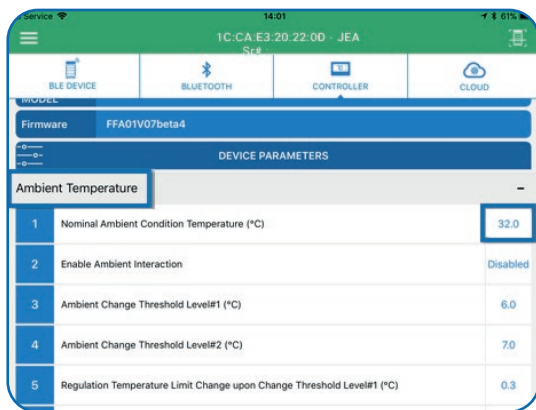 Service 14:01 61%
1C:CA:E3:20:22:0D - JEA
Sr#
BLE DEVICE BLUETOOTH CONTROLLER CLOUD
MODEL
Firmware FFA01V07beta4
DEVICE PARAMETERS
Ambient Temperature –
1 Nominal Ambient Condition Temperature (°C) 32.0
2 Enable Ambient Interaction Disabled
3 Ambient Change Threshold Level#1 (°C) 6.0
4 Ambient Change Threshold Level#2 (°C) 7.0
5 Regulation Temperature Limit Change upon Change Threshold Level#1 (°C) 0.3